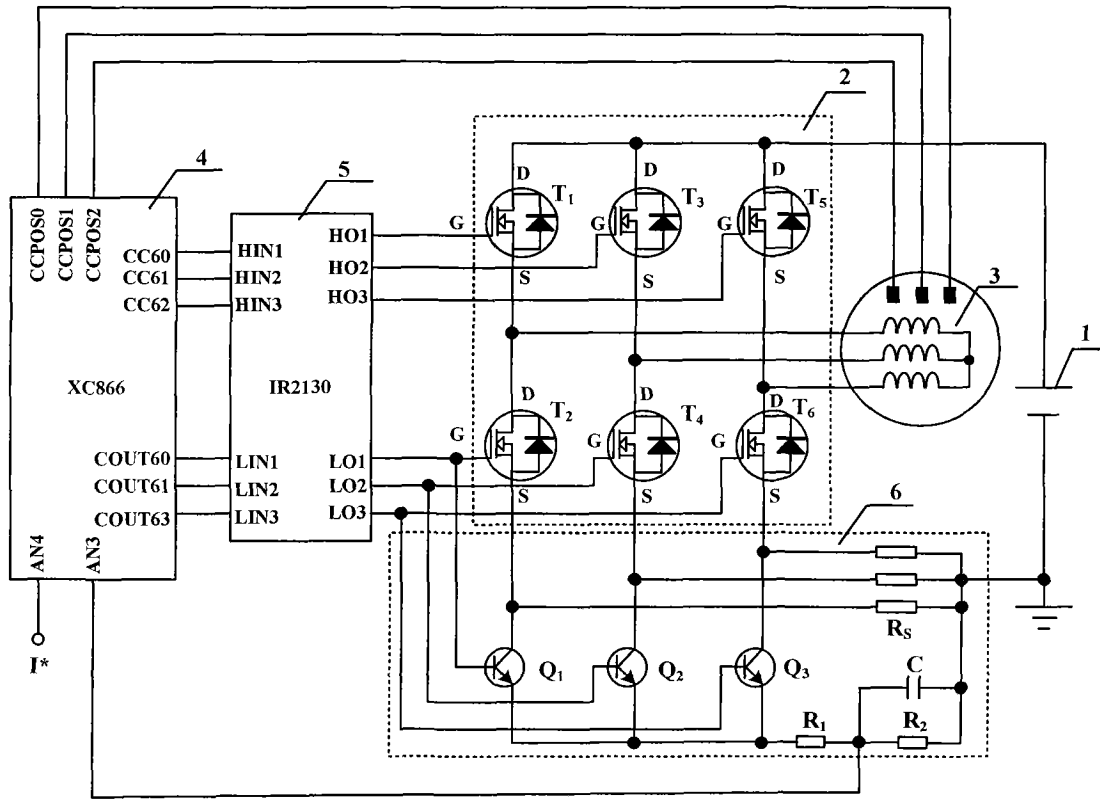 2
4
5
CCPOS0
CCPOS1
CCPOS2
CC60
CC61
CC62
XC866
COUT60
COUT61
COUT63
AN4
AN3
I*
HIN1
HIN2
HIN3
IR2130
LIN1
LIN2
LIN3
HO1
HO2
HO3
LO1
LO2
LO3
D
D
D
T1
T3
T5
G
G
G
S
S
S
3
1
D
D
D
T2
T4
T6
G
G
G
S
S
S
6
RS
Q1
Q2
Q3
C
R1
R2